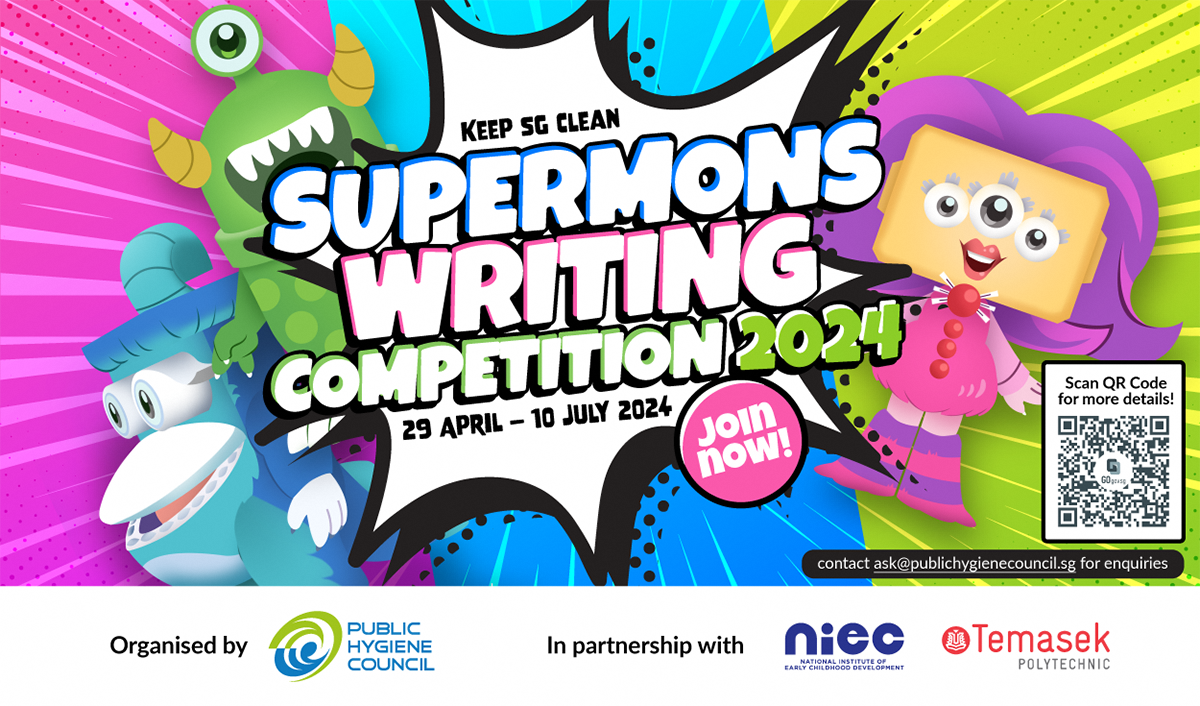 KEEP SG CLEAN
SUPERMONS
WRITING
COMPETITION 2024
29 APRIL – 10 JULY 2024
JOIN
NOW!
Scan QR Code
for more details!
GOgovsg
contact ask@publichygienecouncil.sg for enquiries
Organised by
PUBLIC
HYGIENE
COUNCIL
In partnership with
niec
NATIONAL INSTITUTE OF
EARLY CHILDHOOD DEVELOPMENT
Temasek
POLYTECHNIC